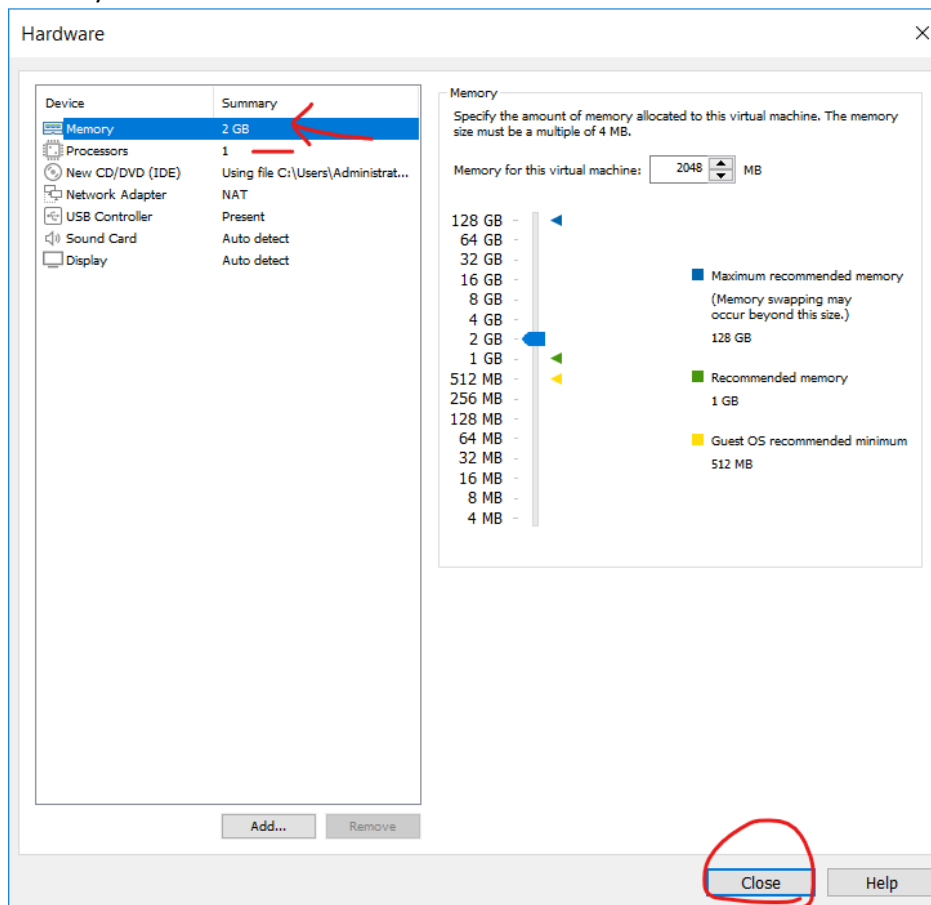 Hardware
Device Summary
Memory 2 GB
Processors 1
New CD/DVD (IDE) Using file C:\Users\Administrat...
Network Adapter NAT
USB Controller Present
Sound Card Auto detect
Display Auto detect
Add... Remove
Memory
Specify the amount of memory allocated to this virtual machine. The memory
size must be a multiple of 4 MB.
Memory for this virtual machine: 2048 MB
128 GB
64 GB
32 GB
16 GB
8 GB
4 GB
2 GB
1 GB
512 MB
256 MB
128 MB
64 MB
32 MB
16 MB
8 MB
4 MB
Maximum recommended memory
(Memory swapping may
occur beyond this size.)
128 GB
Recommended memory
1 GB
Guest OS recommended minimum
512 MB
Close Help